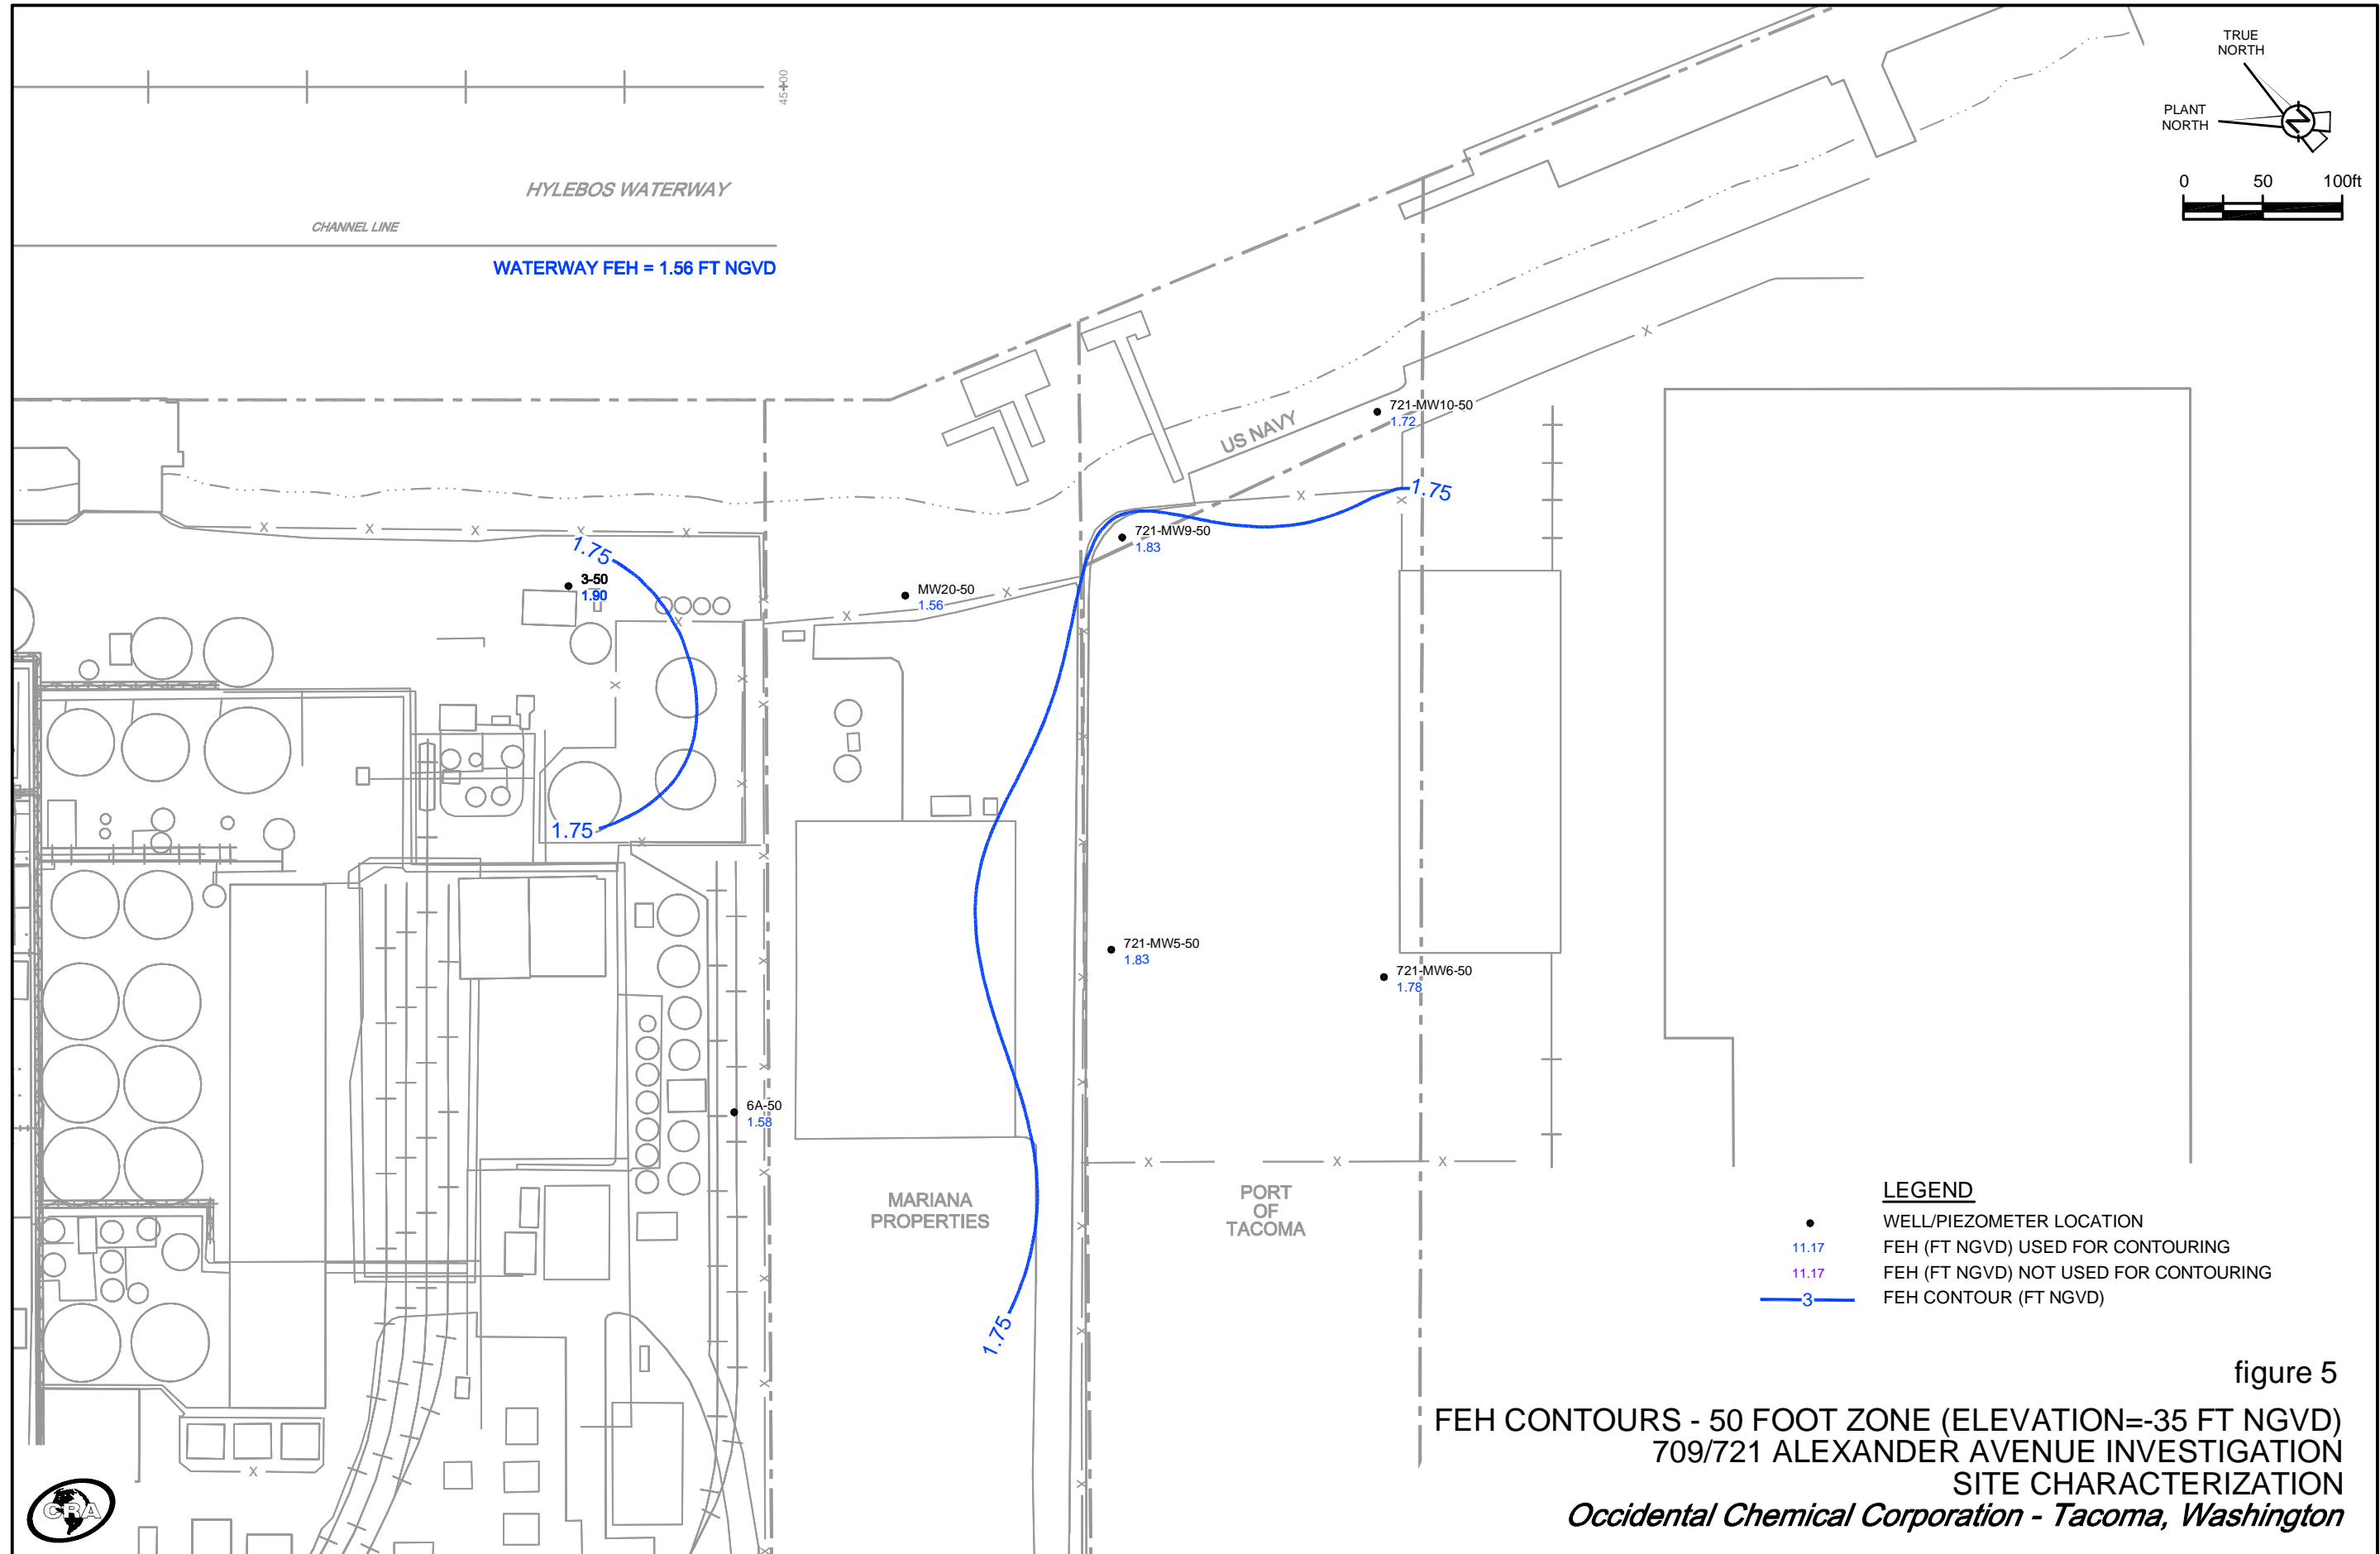 45+00
TRUE
NORTH
PLANT
NORTH
N
0 50 100ft
HYLEBOS WATERWAY
CHANNEL LINE
WATERWAY FEH = 1.56 FT NGVD
US NAVY
721-MW10-50
1.72
1.75
721-MW9-50
1.83
1.75
3-50
1.90
MW20-50
1.56
1.75
721-MW5-50
1.83
721-MW6-50
1.78
6A-50
1.58
MARIANA
PROPERTIES
PORT
OF
TACOMA
1.75
LEGEND
WELL/PIEZOMETER LOCATION
11.17 FEH (FT NGVD) USED FOR CONTOURING
11.17 FEH (FT NGVD) NOT USED FOR CONTOURING
3 FEH CONTOUR (FT NGVD)
figure 5
FEH CONTOURS - 50 FOOT ZONE (ELEVATION=-35 FT NGVD)
709/721 ALEXANDER AVENUE INVESTIGATION
SITE CHARACTERIZATION
Occidental Chemical Corporation - Tacoma, Washington
CRA